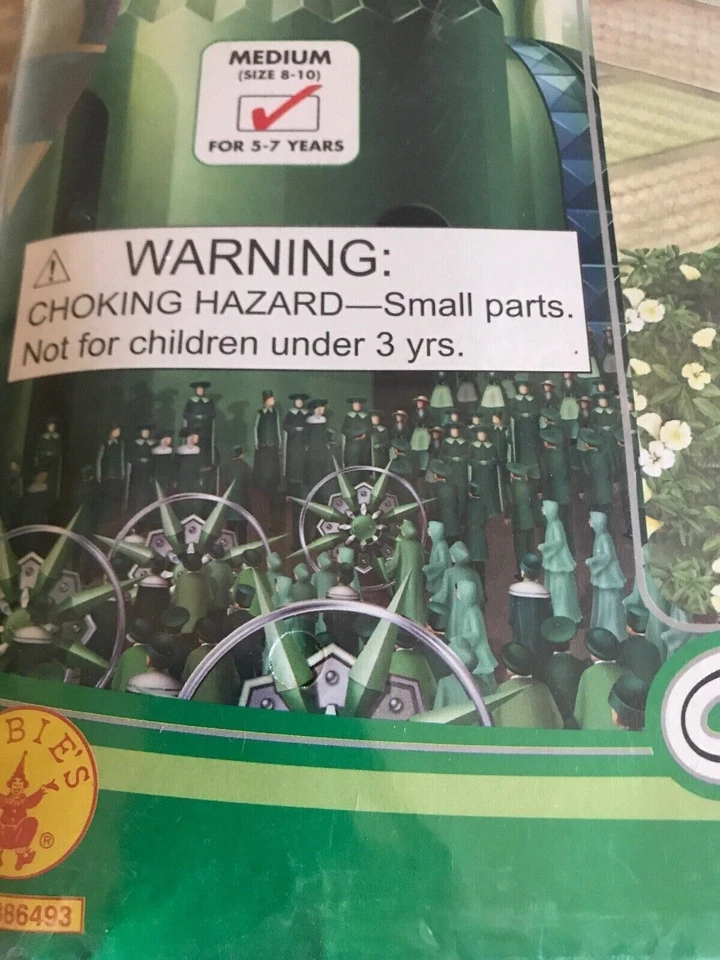 MEDIUM
(SIZE 8-10)
FOR 5-7 YEARS
WARNING:
CHOKING HAZARD—Small parts.
Not for children under 3 yrs.
BIE'S
®
86493